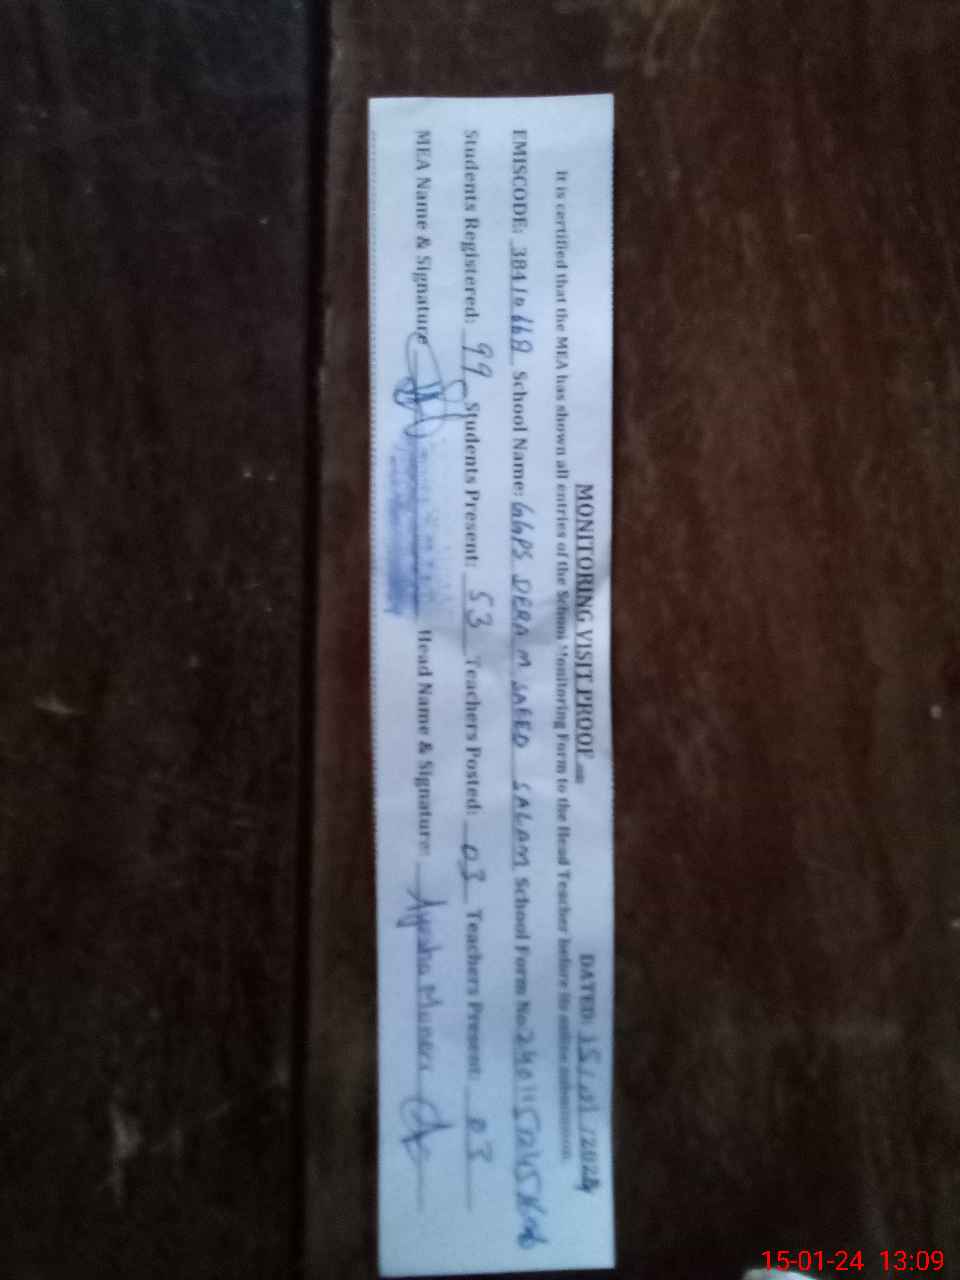 MONITORING VISIT PROOF
DATED: 15/01/2024
It is certified that the MEA has shown all entries of the School Monitoring Form to the Head Teacher before its online submission
EMISCODE: 38410668 School Name: GGPS DERA M SAEED SALAM School Form No.
Students Registered: 99 Students Present: 53 Teachers Posted: 03 Teachers Present: 03
MEA Name & Signature Head Name & Signature: Ayesha
15-01-24 13:09